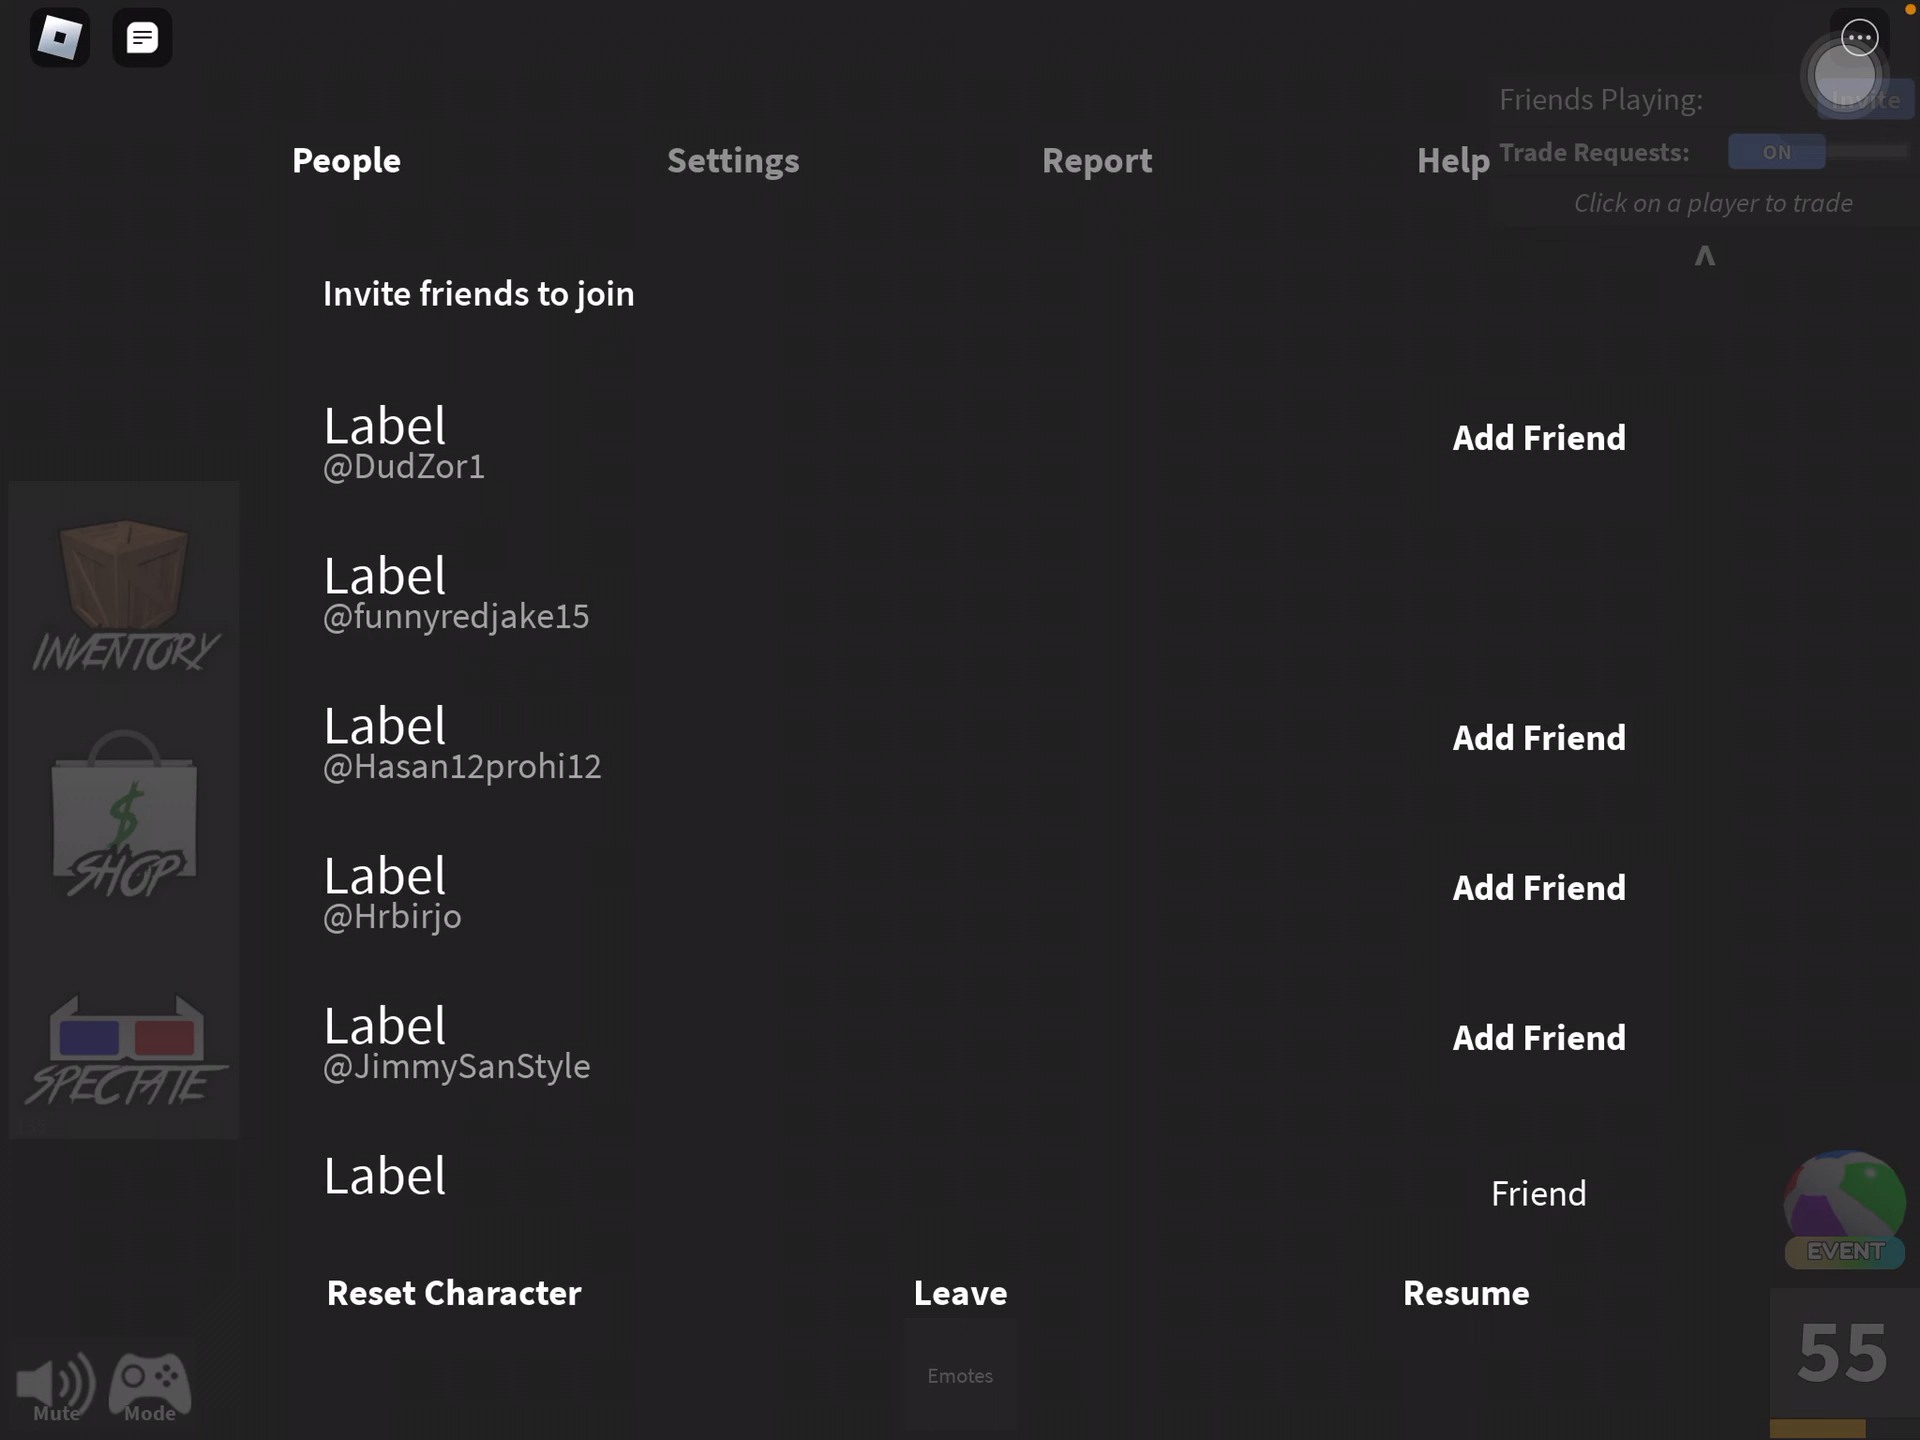 Friends Playing:
Invite
People
Settings
Report
Help
Trade Requests:
ON
Click on a player to trade
Invite friends to join
Label
@DudZor1
Add Friend
Label
@funnyredjake15
Label
@Hasan12prohi12
Add Friend
Label
@Hrbirjo
Add Friend
Label
@JimmySanStyle
Add Friend
Label
Friend
INVENTORY
$
SHOP
SPECTATE
EVENT
Reset Character
Leave
Resume
55
Emotes
Mute
Mode